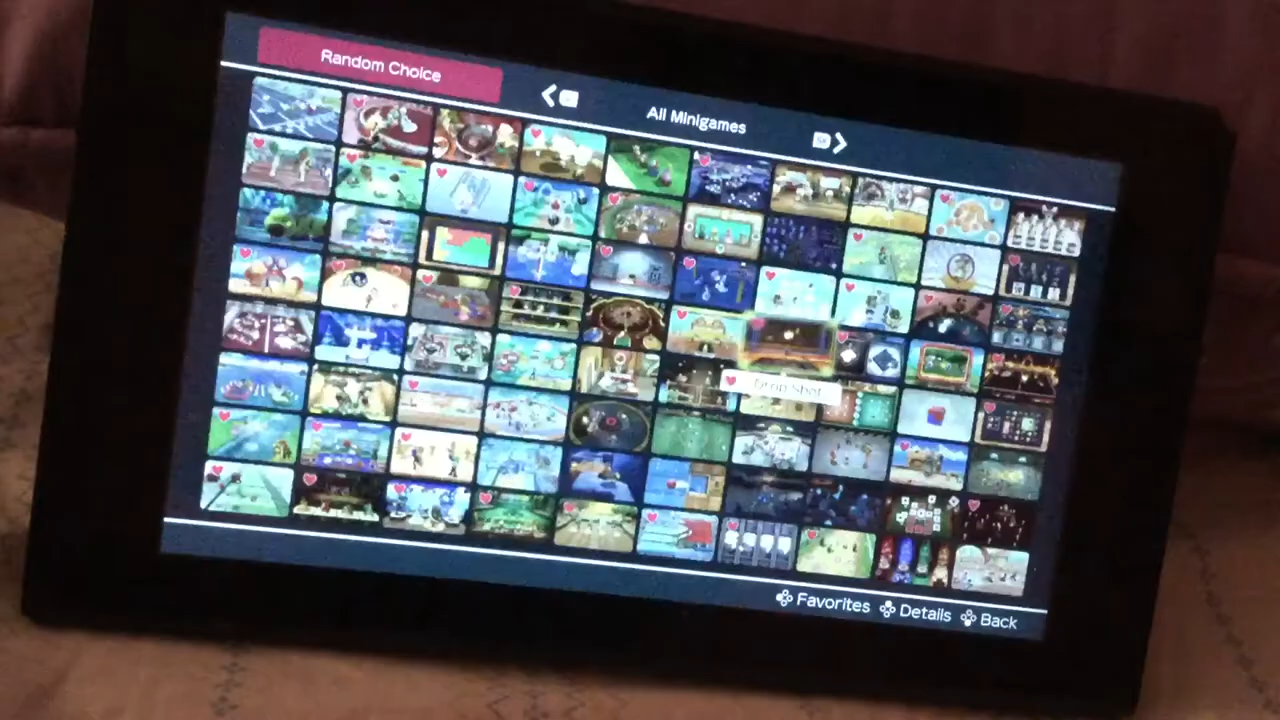 Random Choice
All Minigames
Drop Shot
Favorites
Details
Back